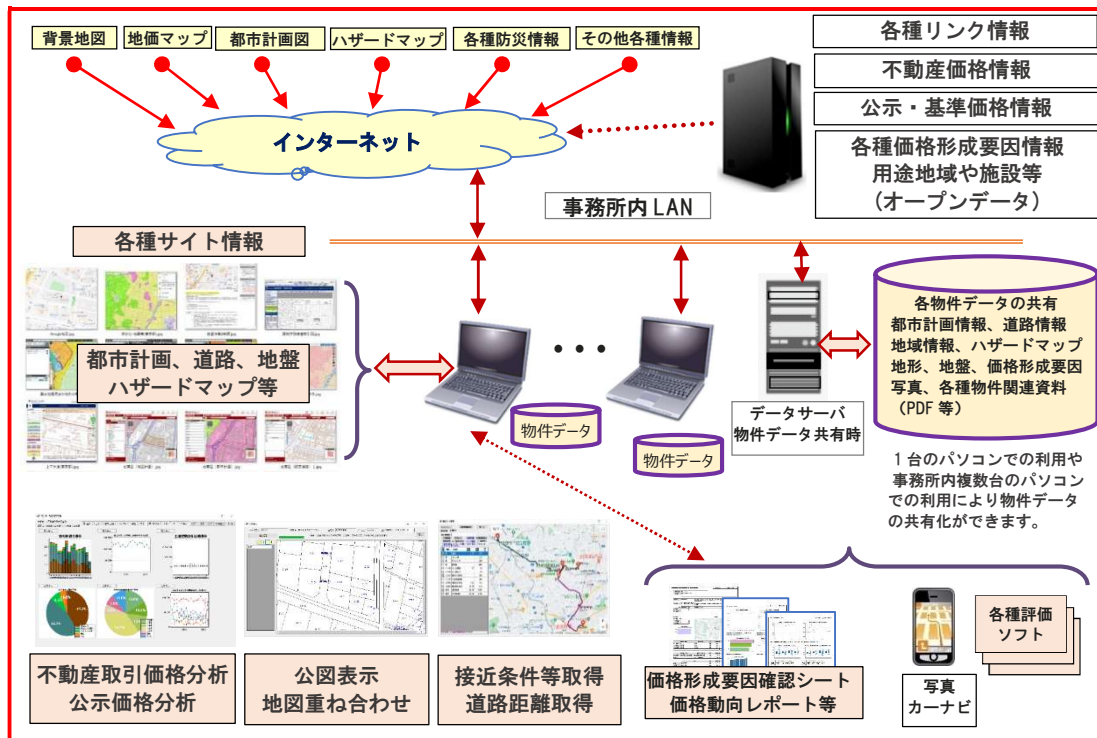 背景地図
地価マップ
都市計画図
ハザードマップ
各種防災情報
その他各種情報
各種リンク情報
不動産価格情報
公示・基準価格情報
各種価格形成要因情報
用途地域や施設等
(オープンデータ)
インターネット
事務所内 LAN
各種サイト情報
都市計画、道路、地盤
ハザードマップ等
物件データ
物件データ
データサーバ
物件データ共有時
各物件データの共有
都市計画情報、道路情報
地域情報、ハザードマップ
地形、地盤、価格形成要因
写真、各種物件関連資料
(PDF 等)
1台のパソコンでの利用や
事務所内複数台のパソコン
での利用により物件データ
の共有化ができます。
不動産取引価格分析
公示価格分析
公図表示
地図重ね合わせ
接近条件等取得
道路距離取得
価格形成要因確認シート
価格動向レポート等
写真
カーナビ
各種評価
ソフト